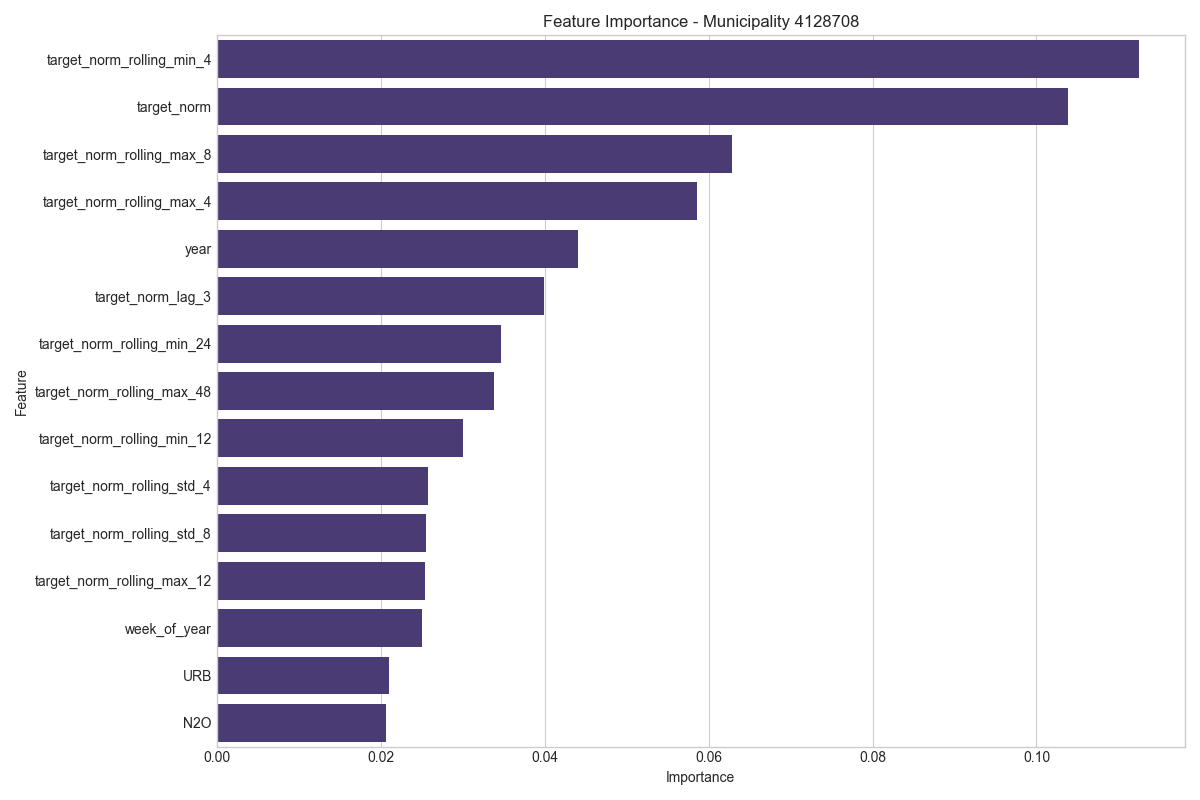 Feature Importance - Municipality 4128708
target_norm_rolling_min_4
target_norm
target_norm_rolling_max_8
target_norm_rolling_max_4
year
target_norm_lag_3
target_norm_rolling_min_24
target_norm_rolling_max_48
target_norm_rolling_min_12
target_norm_rolling_std_4
target_norm_rolling_std_8
target_norm_rolling_max_12
week_of_year
URB
N2O
Feature
0.00 0.02 0.04 0.06 0.08 0.10
Importance